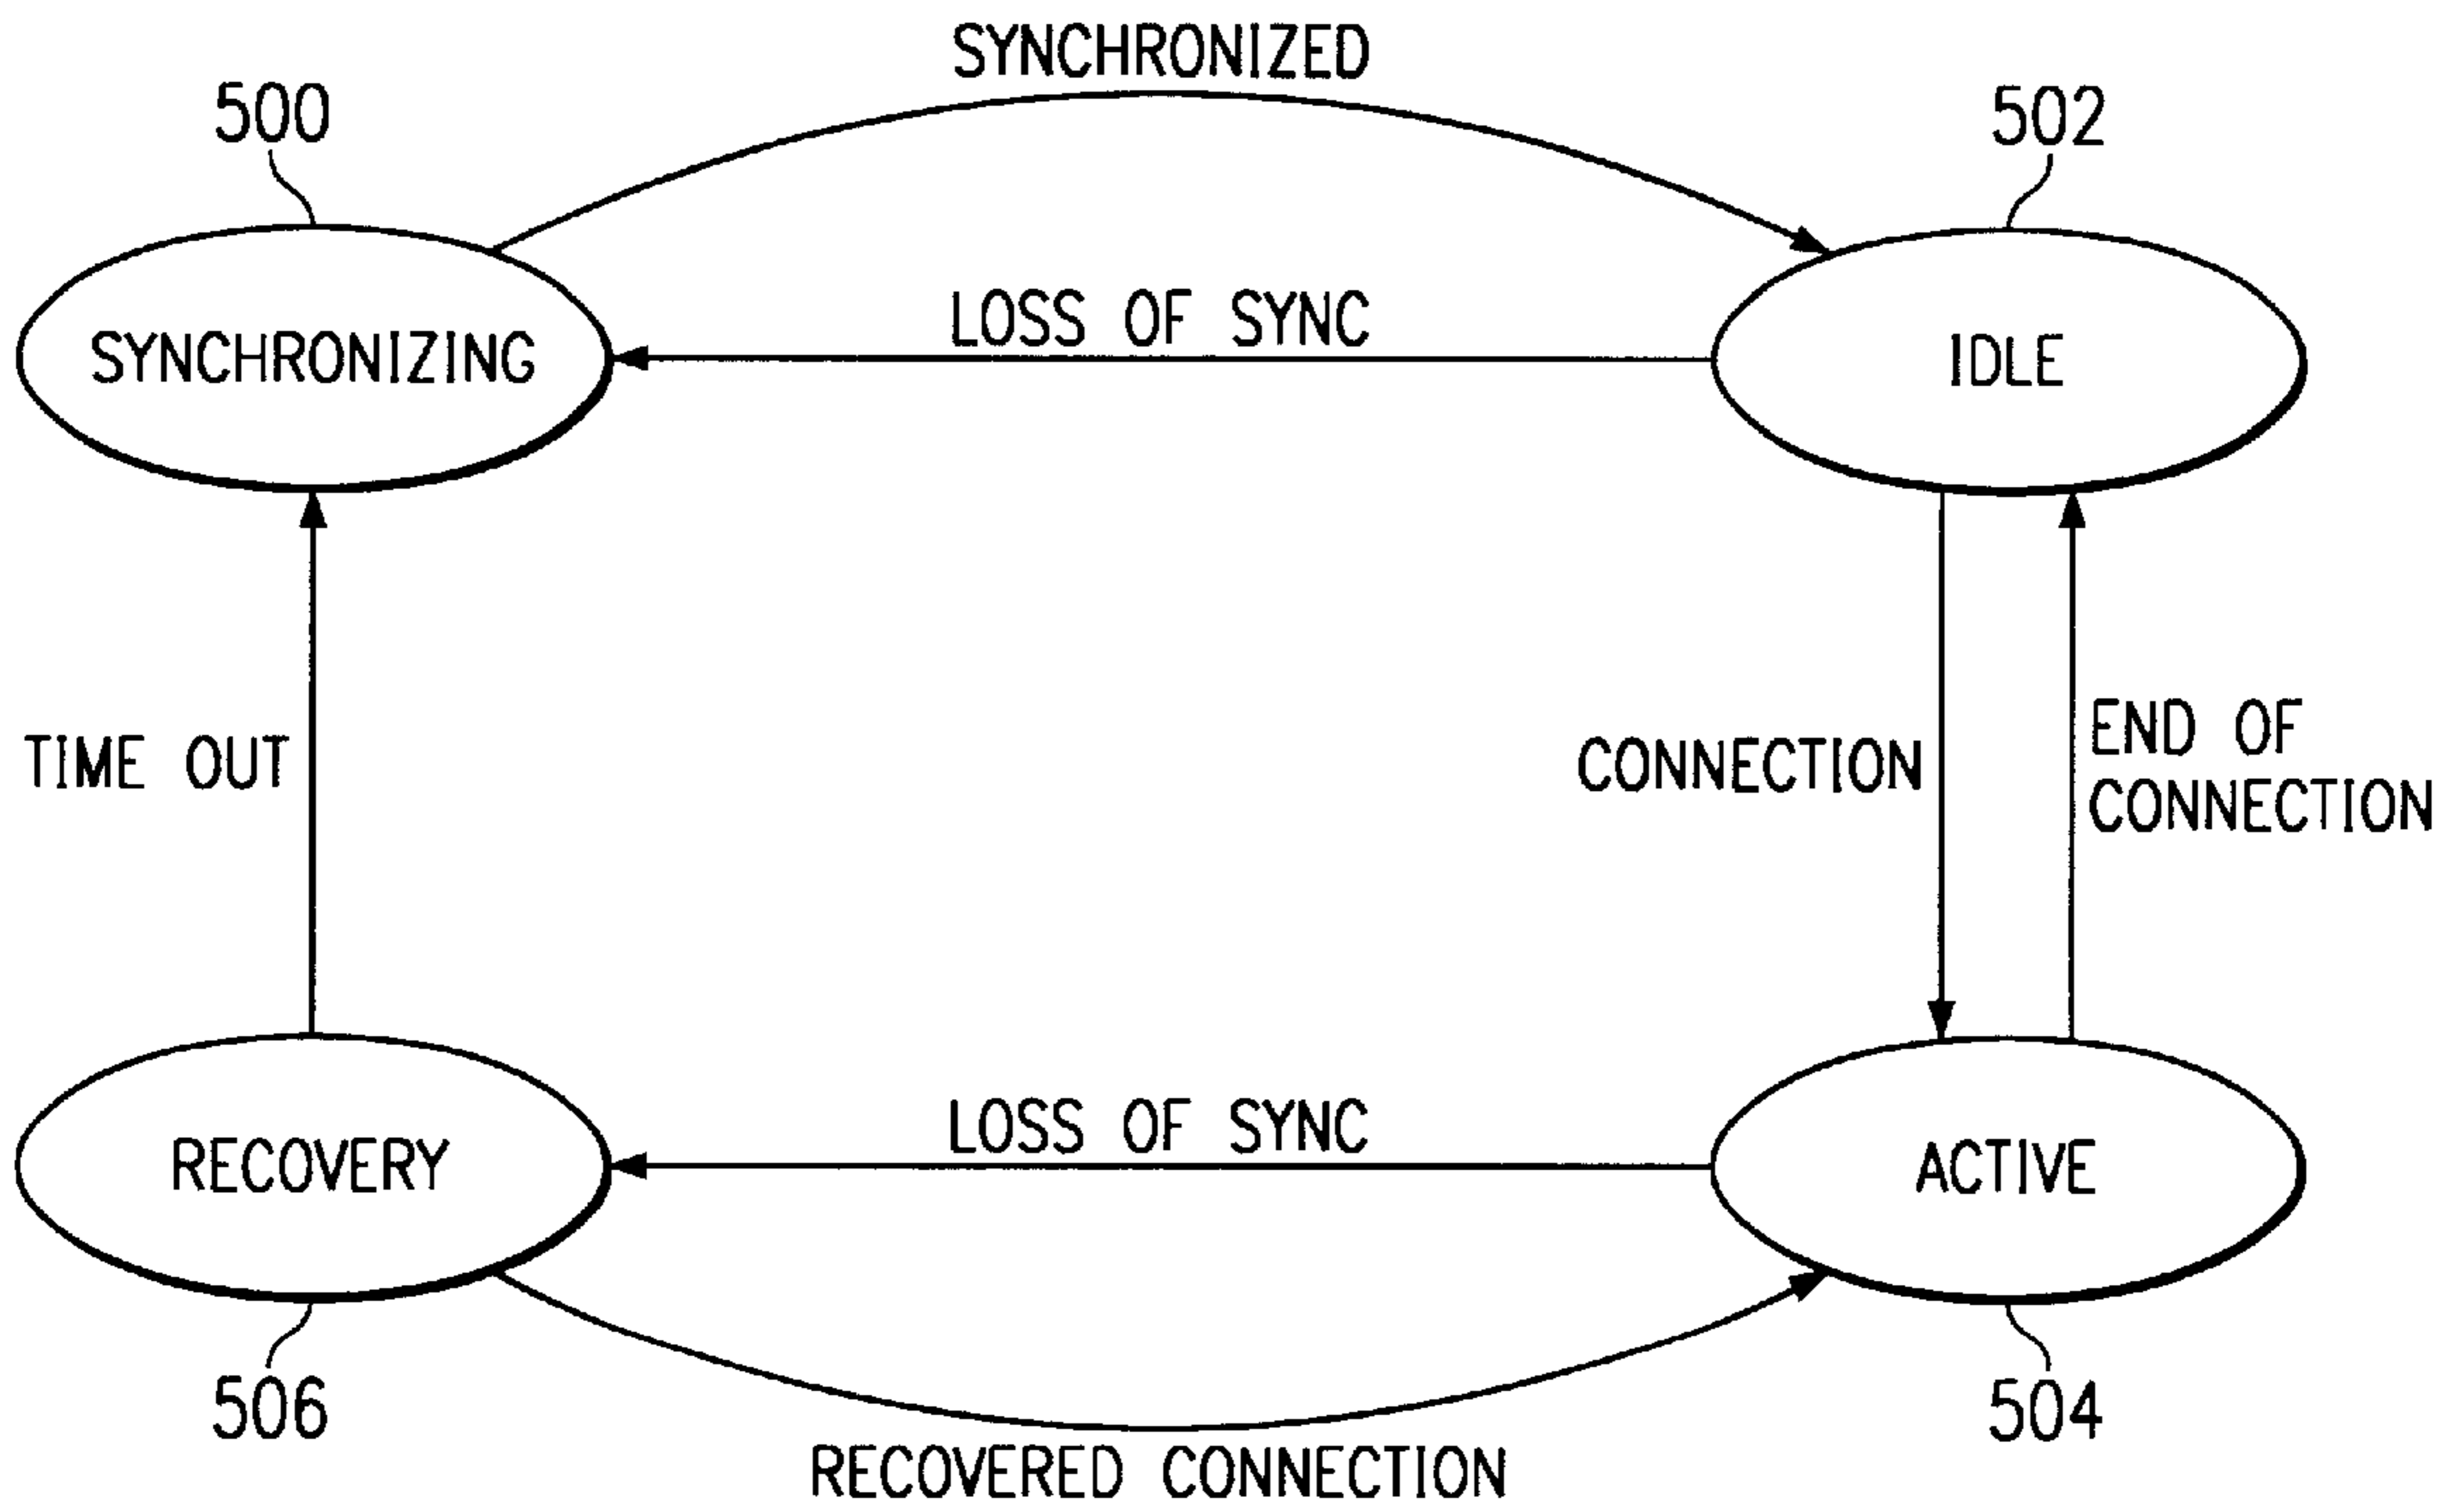 SYNCHRONIZED
500
502
LOSS OF SYNC
SYNCHRONIZING
IDLE
TIME OUT
CONNECTION
END OF
CONNECTION
LOSS OF SYNC
RECOVERY
ACTIVE
506
504
RECOVERED CONNECTION